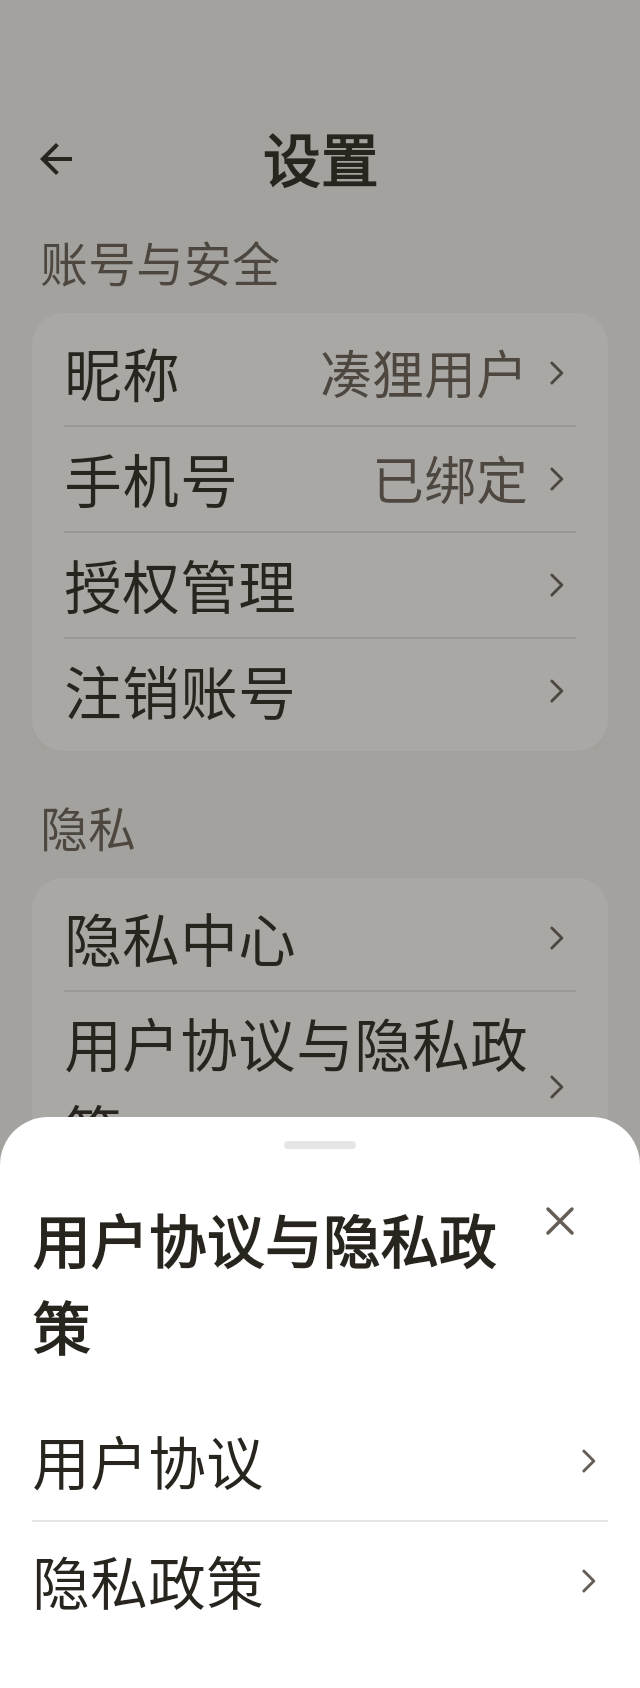 设置
账号与安全
昵称
凑狸用户
手机号
已绑定
授权管理
注销账号
隐私
隐私中心
用户协议与隐私政
用户协议与隐私政
策
用户协议
隐私政策